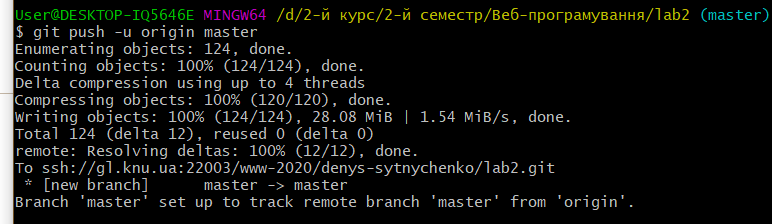 User@DESKTOP-IQ5646E MINGW64 /d/2-й курс/2-й семестр/Веб-програмування/lab2 (master)
$ git push -u origin master
Enumerating objects: 124, done.
Counting objects: 100% (124/124), done.
Delta compression using up to 4 threads
Compressing objects: 100% (120/120), done.
Writing objects: 100% (124/124), 28.08 MiB | 1.54 MiB/s, done.
Total 124 (delta 12), reused 0 (delta 0)
remote: Resolving deltas: 100% (12/12), done.
To ssh://gl.knu.ua:22003/www-2020/denys-sytnychenko/lab2.git
 * [new branch]      master -> master
Branch 'master' set up to track remote branch 'master' from 'origin'.